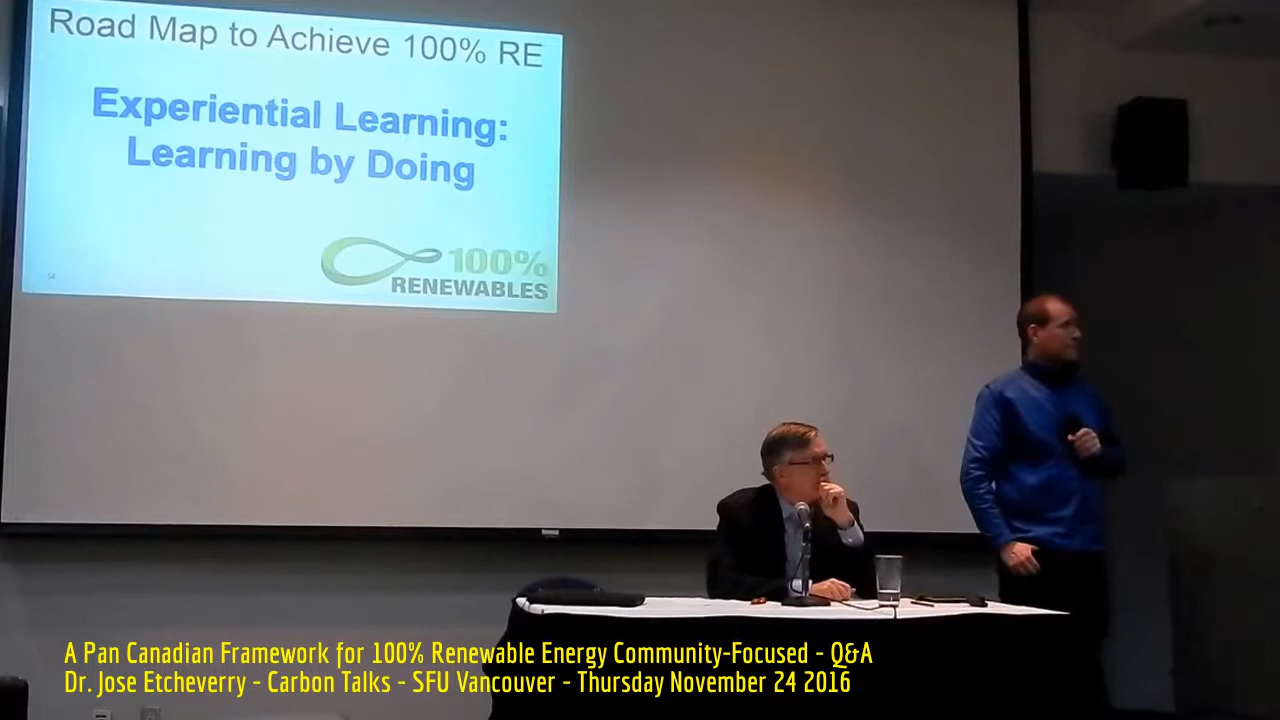 Road Map to Achieve 100% RE
Experiential Learning:
Learning by Doing
100%
RENEWABLES
A Pan Canadian Framework for 100% Renewable Energy Community-Focused - Q&A
Dr. Jose Etcheverry - Carbon Talks - SFU Vancouver - Thursday November 24 2016